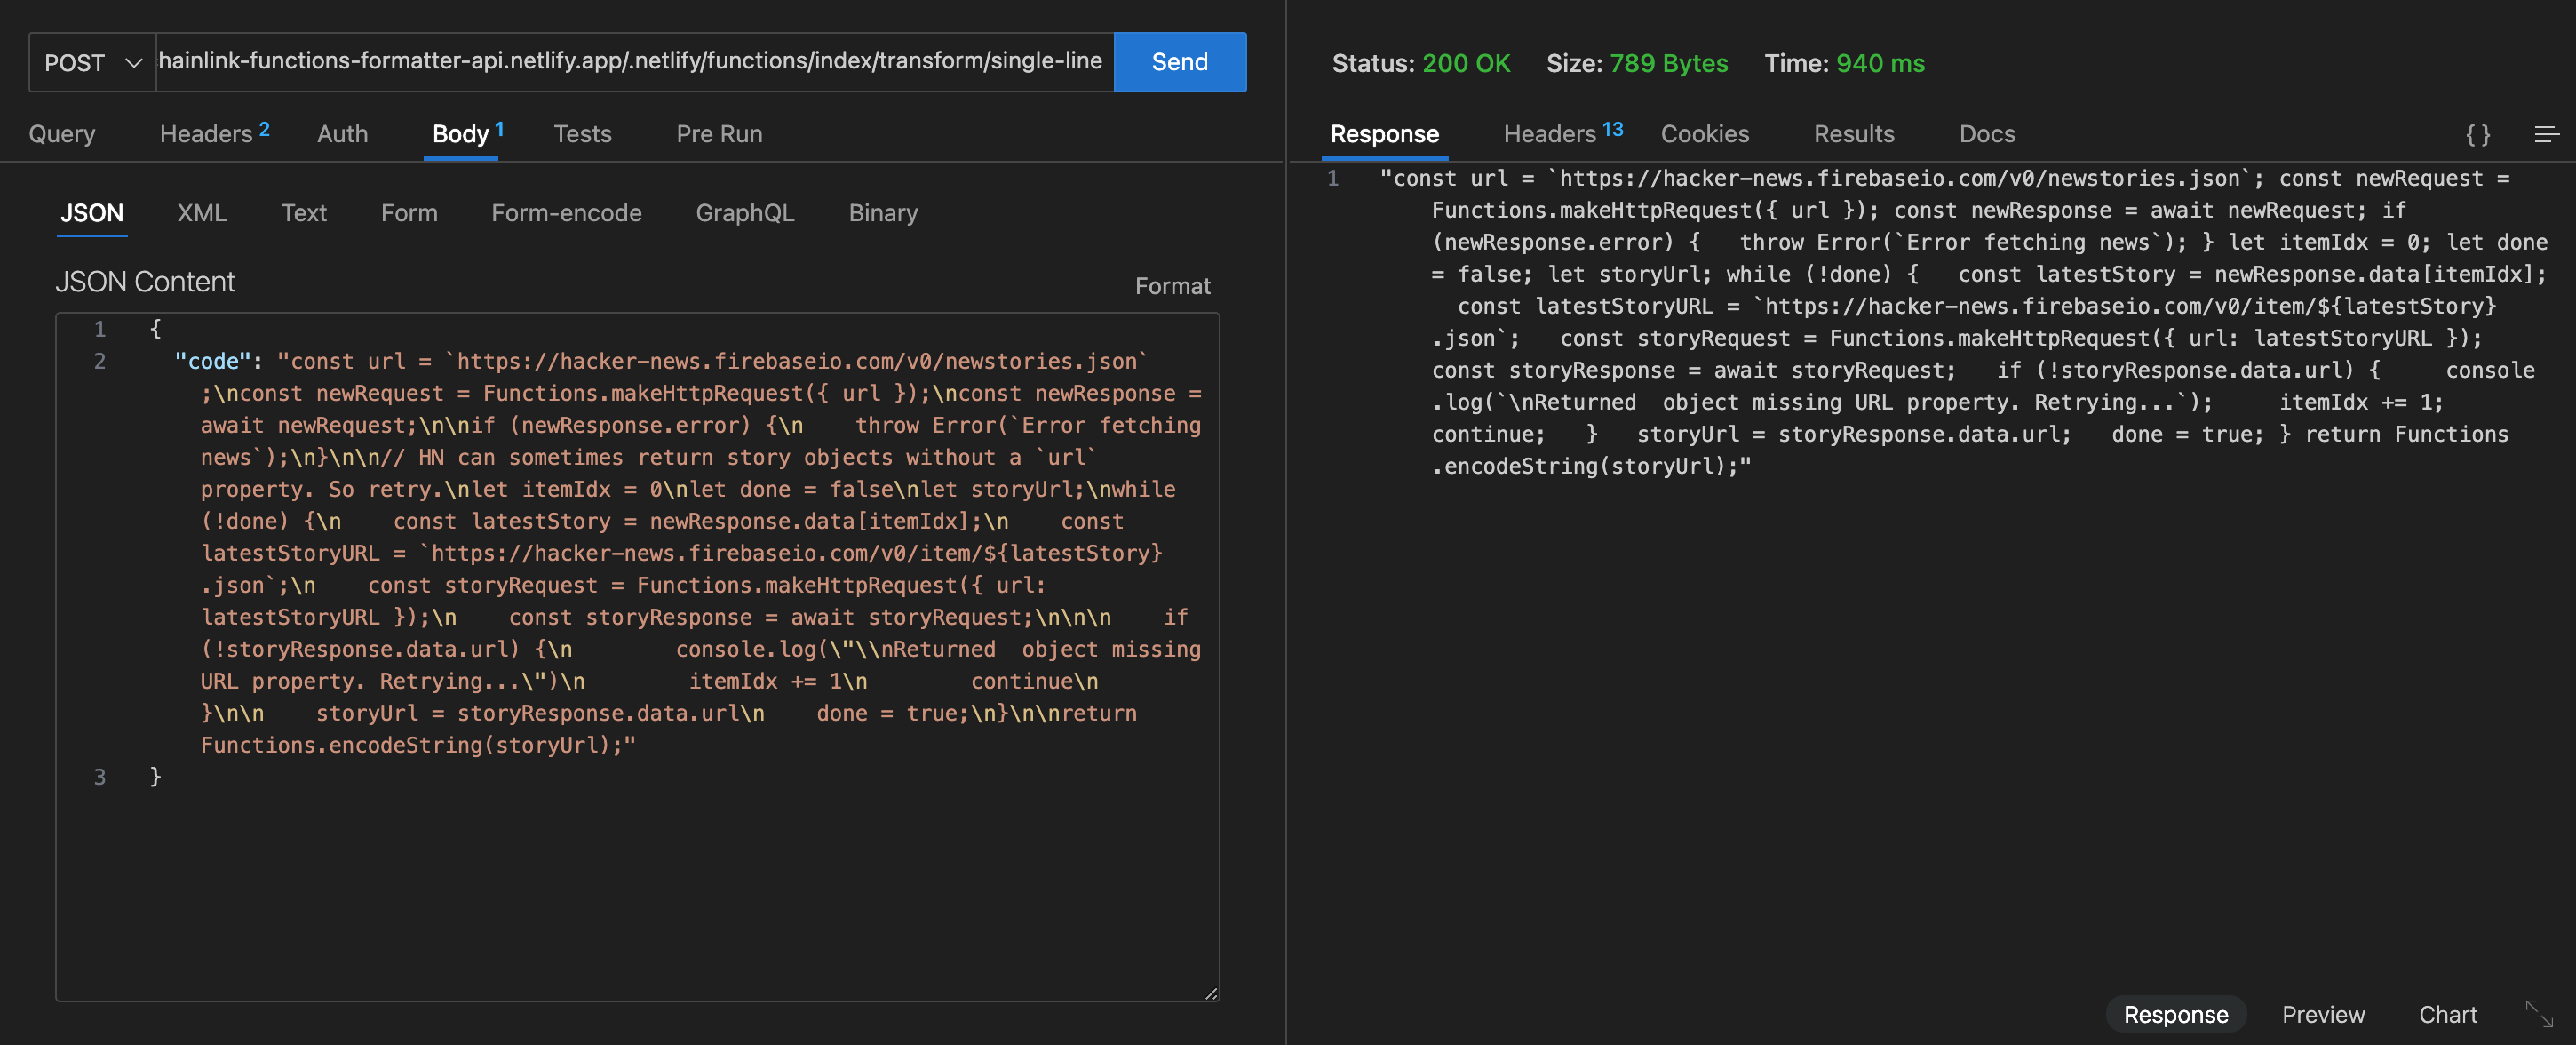 POST hainlink-functions-formatter-api.netlify.app/.netlify/functions/index/transform/single-line Send
Query Headers 2 Auth Body 1 Tests Pre Run
JSON XML Text Form Form-encode GraphQL Binary
JSON Content Format
1 {
2 "code": "const url = `https://hacker-news.firebaseio.com/v0/newstories.json`
;\nconst newRequest = Functions.makeHttpRequest({ url });\nconst newResponse =
await newRequest;\n\nif (newResponse.error) {\n    throw Error(`Error fetching
news`);\n}\n\n// HN can sometimes return story objects without a `url`
property. So retry.\nlet itemIdx = 0\nlet done = false\nlet storyUrl;\nwhile
(!done) {\n    const latestStory = newResponse.data[itemIdx];\n    const
latestStoryURL = `https://hacker-news.firebaseio.com/v0/item/${latestStory}
.json`;\n    const storyRequest = Functions.makeHttpRequest({ url:
latestStoryURL });\n    const storyResponse = await storyRequest;\n\n\n    if
(!storyResponse.data.url) {\n        console.log(\"\\nReturned  object missing
URL property. Retrying...\")\n        itemIdx += 1\n        continue\n
}\n\n    storyUrl = storyResponse.data.url\n    done = true;\n}\n\nreturn
Functions.encodeString(storyUrl);"
3 }
Status: 200 OK Size: 789 Bytes Time: 940 ms
Response Headers 13 Cookies Results Docs {}
1 "const url = `https://hacker-news.firebaseio.com/v0/newstories.json`; const newRequest =
Functions.makeHttpRequest({ url }); const newResponse = await newRequest; if
(newResponse.error) {   throw Error(`Error fetching news`); } let itemIdx = 0; let done
= false; let storyUrl; while (!done) {   const latestStory = newResponse.data[itemIdx];
const latestStoryURL = `https://hacker-news.firebaseio.com/v0/item/${latestStory}
.json`;   const storyRequest = Functions.makeHttpRequest({ url: latestStoryURL });
const storyResponse = await storyRequest;   if (!storyResponse.data.url) {     console
.log(`\nReturned  object missing URL property. Retrying...`);     itemIdx += 1;
continue;   }   storyUrl = storyResponse.data.url;   done = true; } return Functions
.encodeString(storyUrl);"
Response Preview Chart